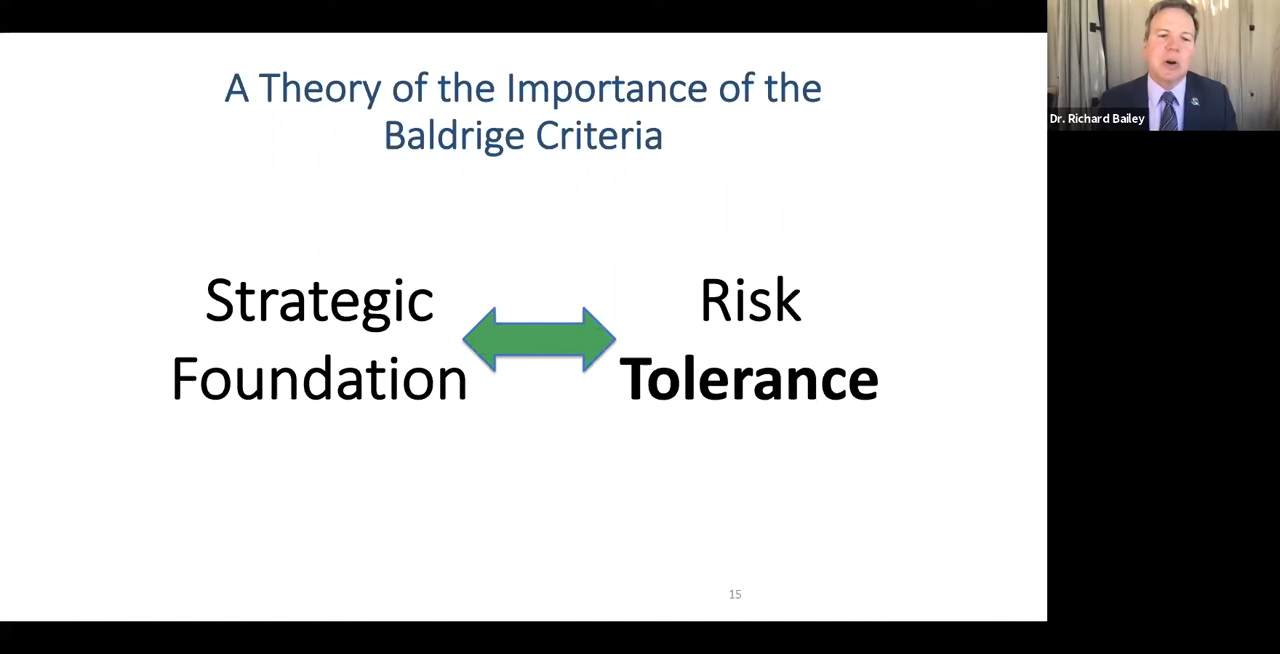 A Theory of the Importance of the
Baldrige Criteria
Strategic
Foundation
Risk
Tolerance
15
Dr. Richard Bailey